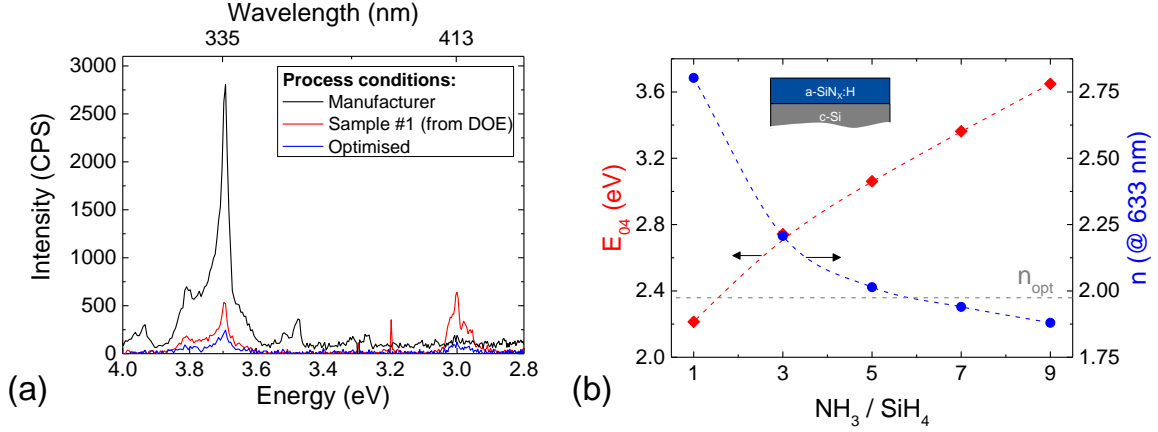 Wavelength (nm)
335 413
3000
2500
2000
1500
1000
500
0
Intensity (CPS)
Process conditions:
Manufacturer
Sample #1 (from DOE)
Optimised
4.0 3.8 3.6 3.4 3.2 3.0 2.8
Energy (eV)
(a)
3.6
3.2
2.8
2.4
2.0
E₀₄ (eV)
a-SiNₓ:H
c-Si
nₒₚₜ
2.75
2.50
2.25
2.00
1.75
n (@ 633 nm)
1 3 5 7 9
NH₃ / SiH₄
(b)